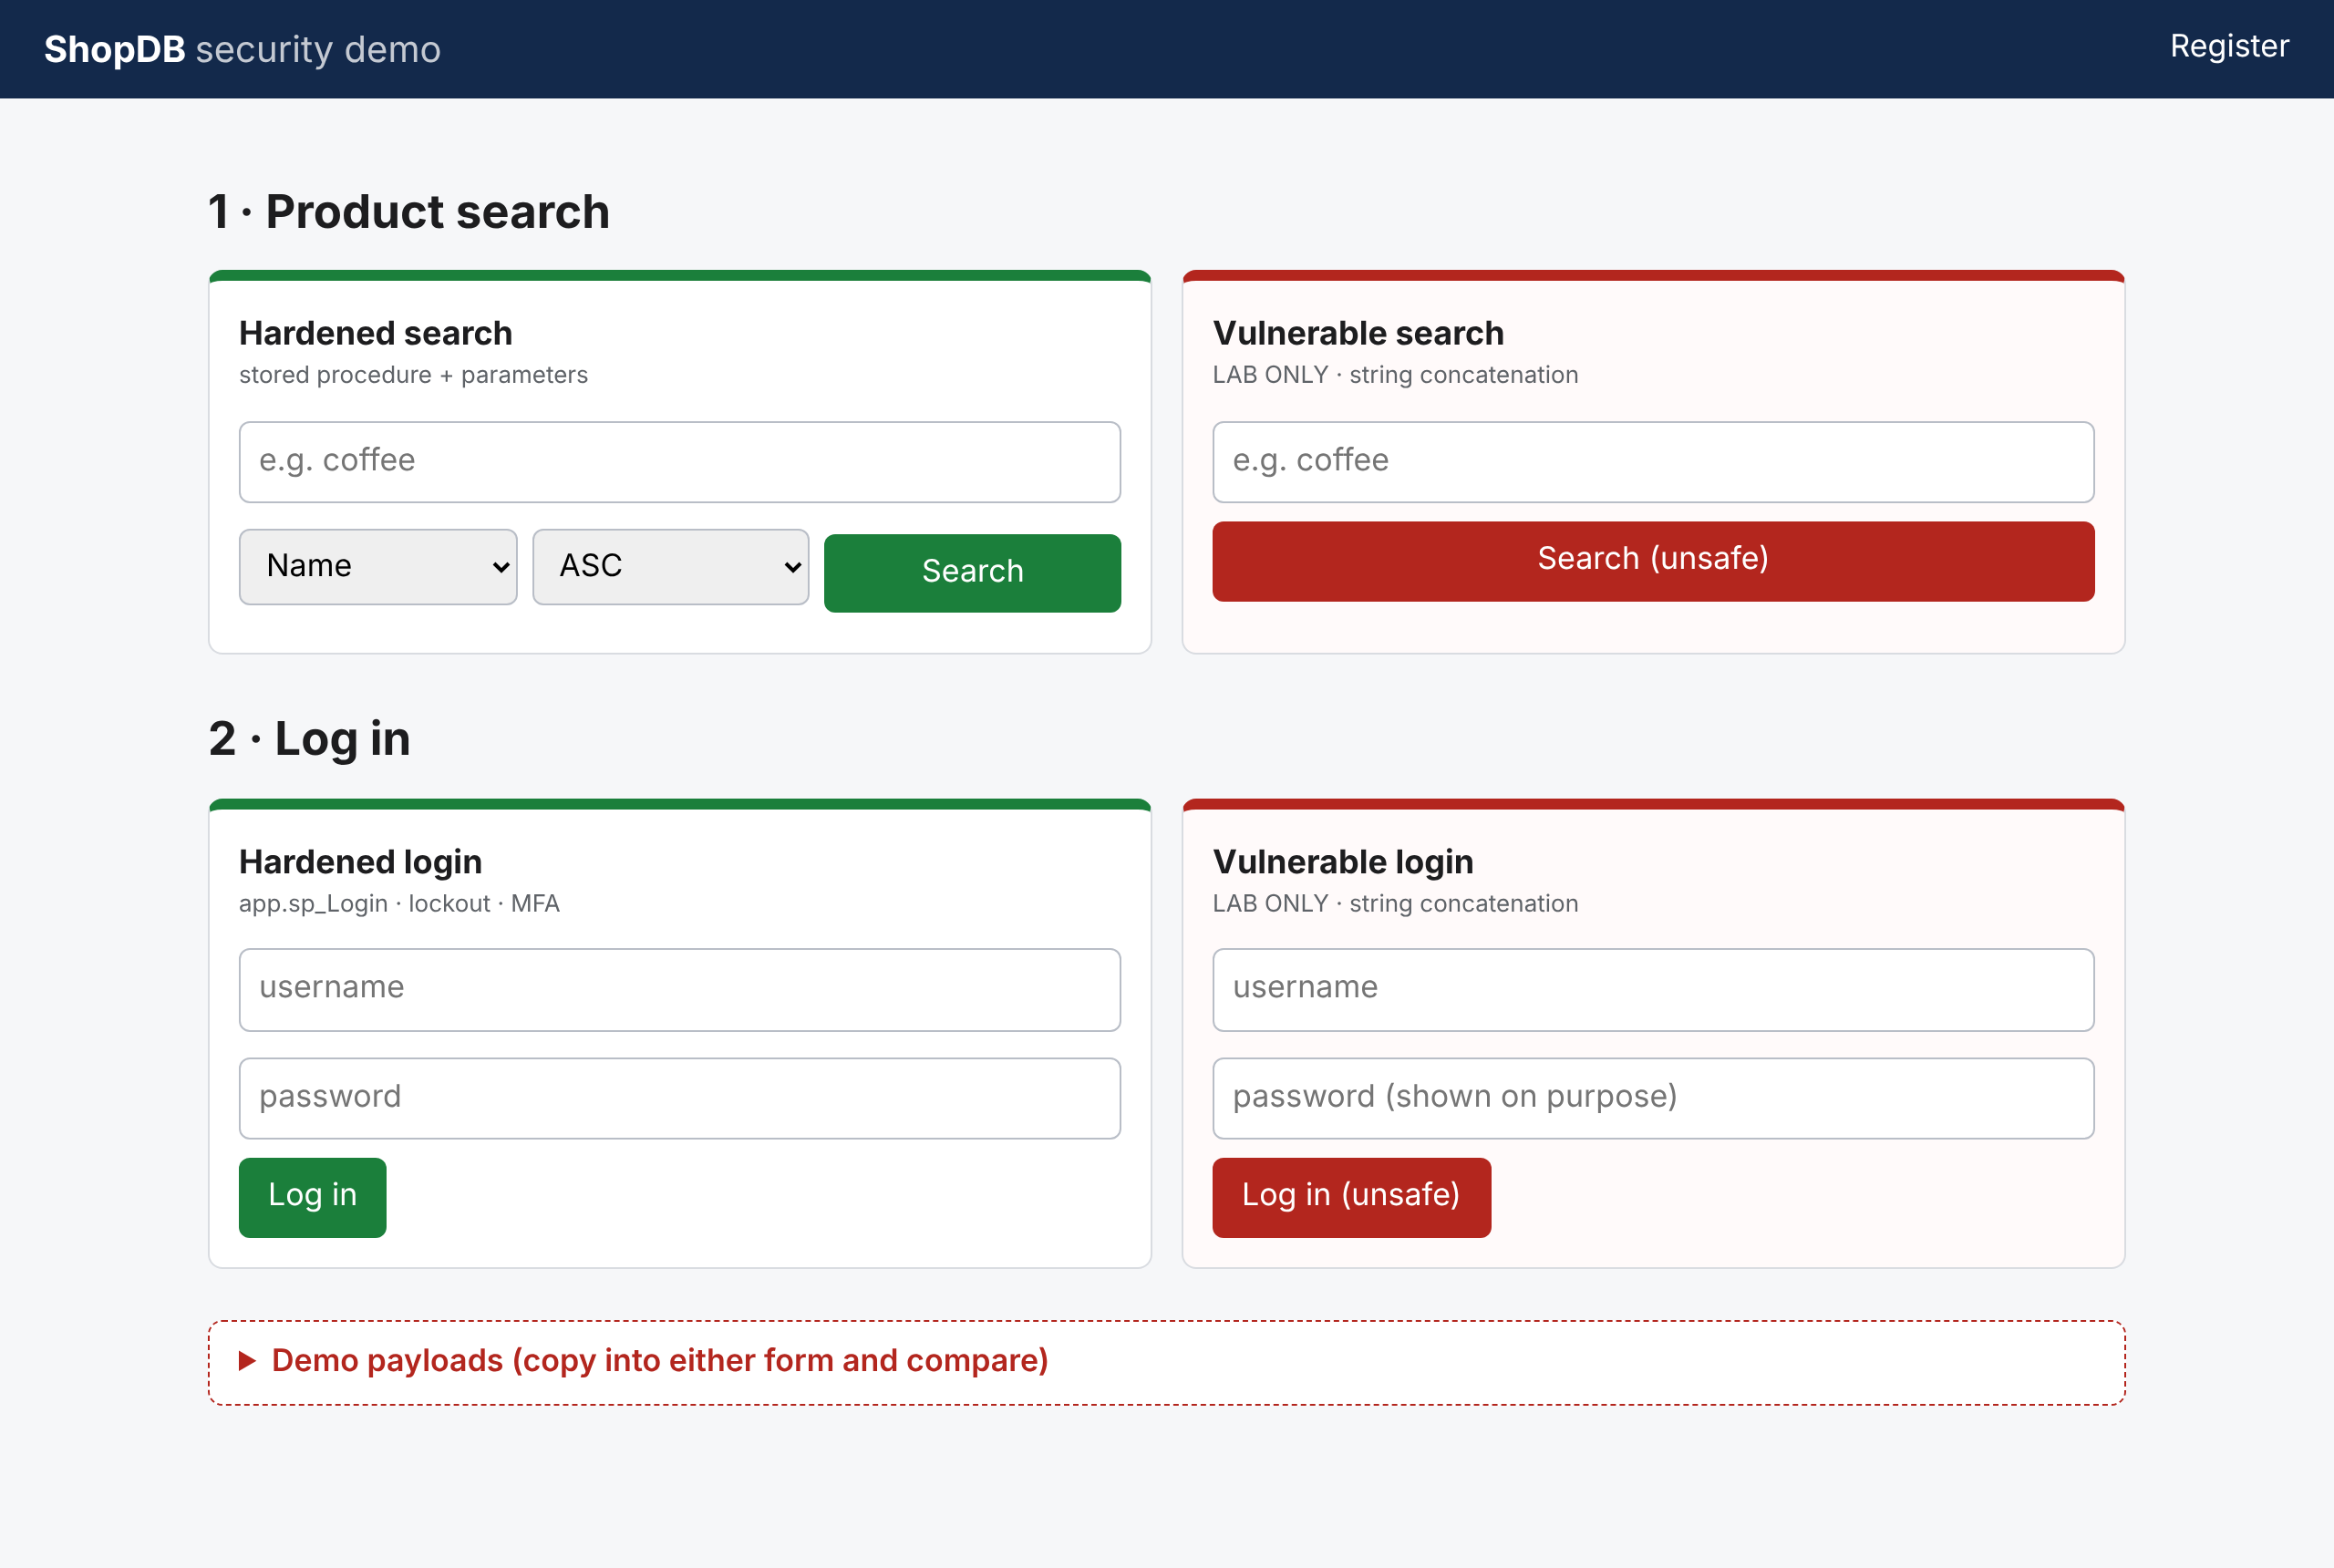 ShopDB security demo
Register
1 · Product search
Hardened search
stored procedure + parameters
e.g. coffee
Name
ASC
Search
Vulnerable search
LAB ONLY · string concatenation
e.g. coffee
Search (unsafe)
2 · Log in
Hardened login
app.sp_Login · lockout · MFA
username
password
Log in
Vulnerable login
LAB ONLY · string concatenation
username
password (shown on purpose)
Log in (unsafe)
Demo payloads (copy into either form and compare)